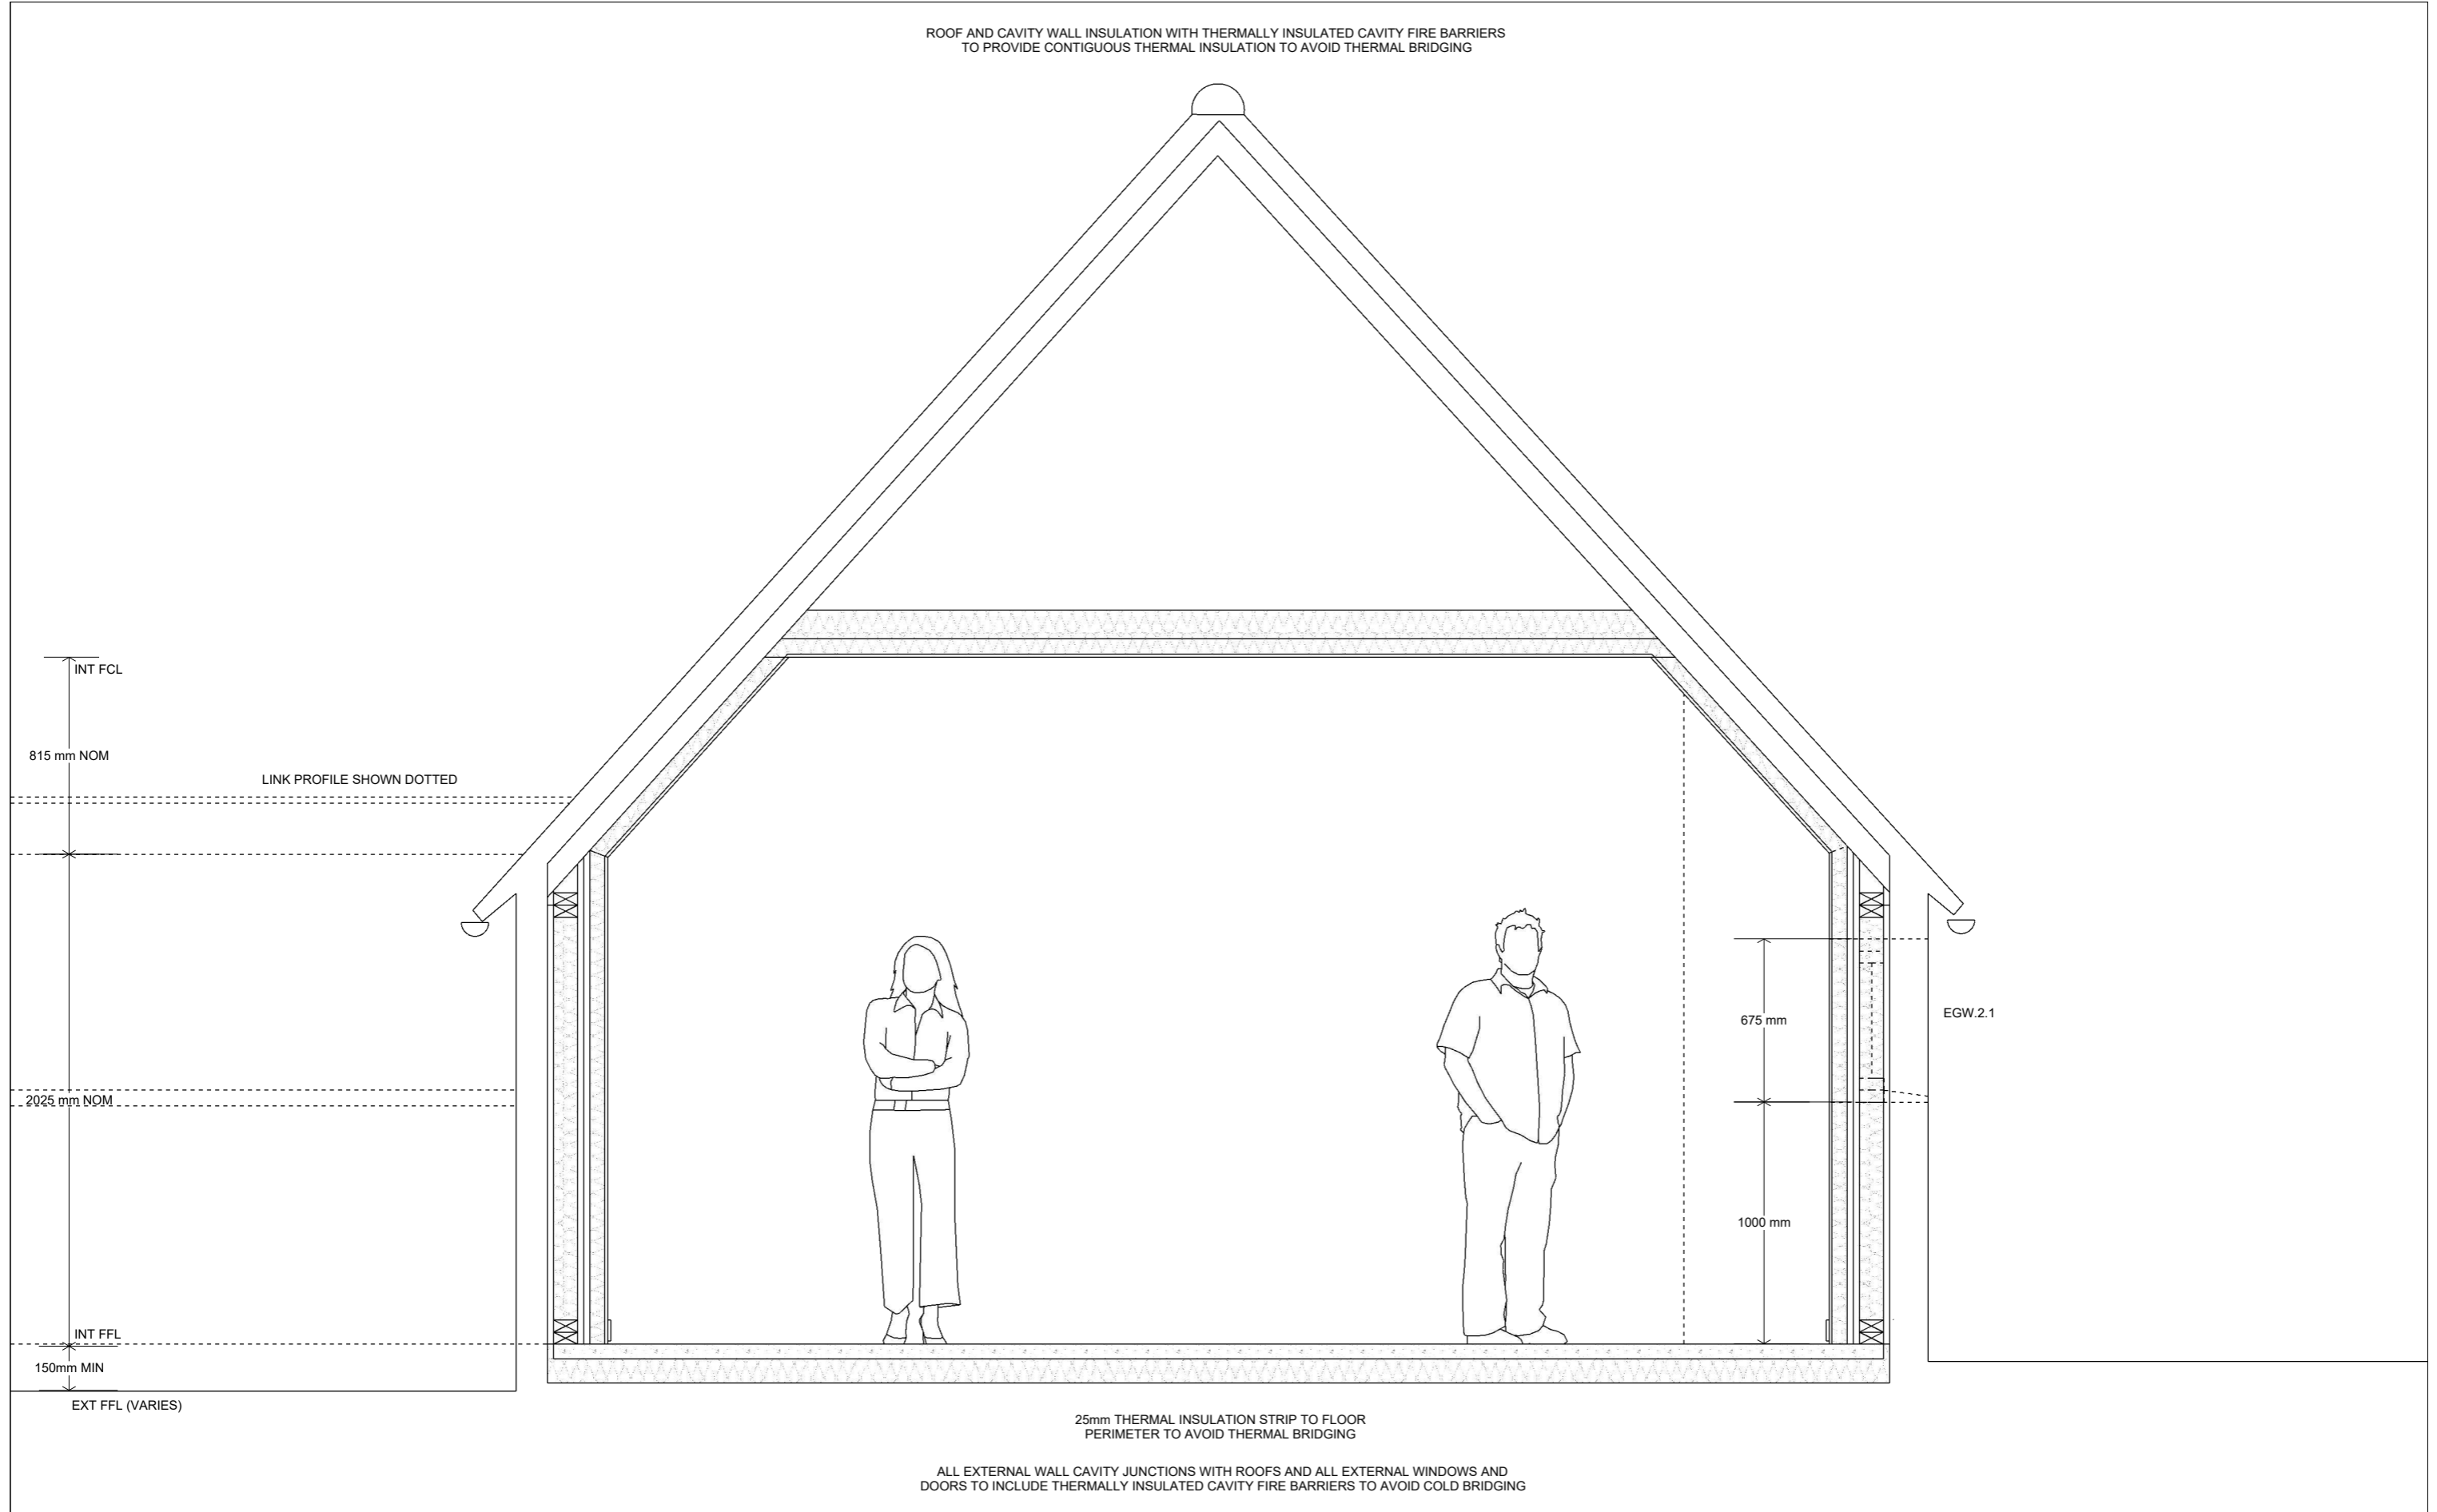 ROOF AND CAVITY WALL INSULATION WITH THERMALLY INSULATED CAVITY FIRE BARRIERS
TO PROVIDE CONTIGUOUS THERMAL INSULATION TO AVOID THERMAL BRIDGING
INT FCL
815 mm NOM
LINK PROFILE SHOWN DOTTED
EGW.2.1
675 mm
2025 mm NOM
1000 mm
INT FFL
150mm MIN
EXT FFL (VARIES)
25mm THERMAL INSULATION STRIP TO FLOOR
PERIMETER TO AVOID THERMAL BRIDGING
ALL EXTERNAL WALL CAVITY JUNCTIONS WITH ROOFS AND ALL EXTERNAL WINDOWS AND
DOORS TO INCLUDE THERMALLY INSULATED CAVITY FIRE BARRIERS TO AVOID COLD BRIDGING